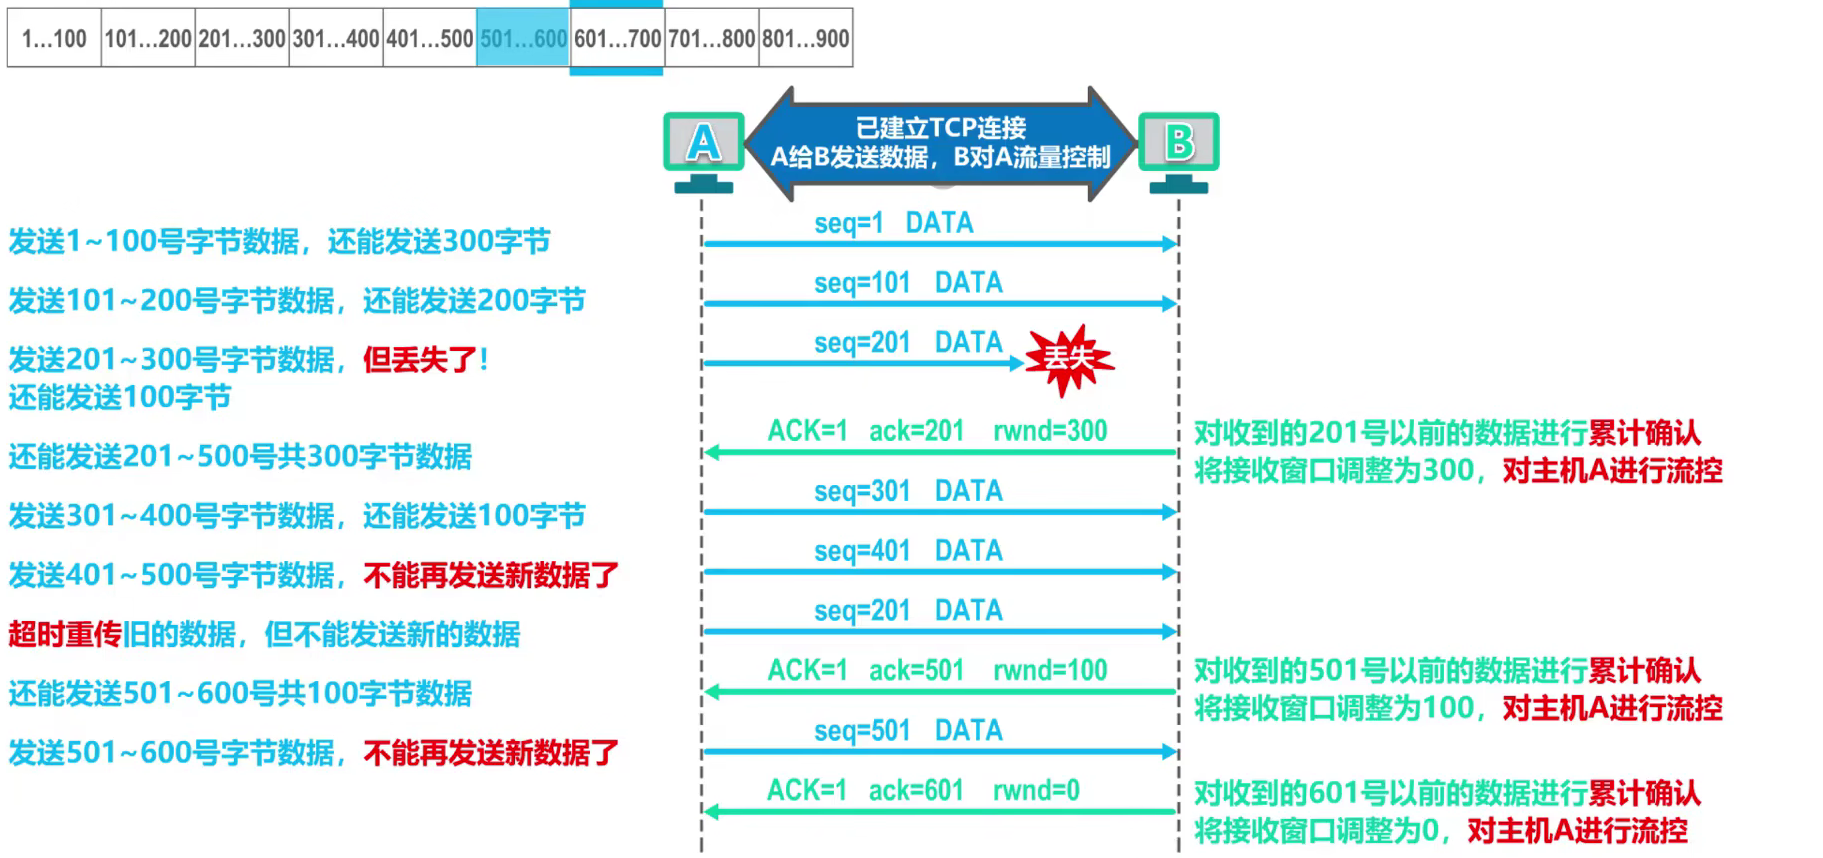 1...100 101...200 201...300 301...400 401...500 501...600 601...700 701...800 801...900
已建立TCP连接
A给B发送数据，B对A流量控制
A
B
seq=1 DATA
发送1~100号字节数据，还能发送300字节
seq=101 DATA
发送101~200号字节数据，还能发送200字节
seq=201 DATA
丢失
发送201~300号字节数据，但丢失了！
还能发送100字节
ACK=1 ack=201 rwnd=300
对收到的201号以前的数据进行累计确认
将接收窗口调整为300，对主机A进行流控
还能发送201~500号共300字节数据
seq=301 DATA
发送301~400号字节数据，还能发送100字节
seq=401 DATA
发送401~500号字节数据，不能再发送新数据了
seq=201 DATA
超时重传旧的数据，但不能发送新的数据
ACK=1 ack=501 rwnd=100
对收到的501号以前的数据进行累计确认
将接收窗口调整为100，对主机A进行流控
还能发送501~600号共100字节数据
seq=501 DATA
发送501~600号字节数据，不能再发送新数据了
ACK=1 ack=601 rwnd=0
对收到的601号以前的数据进行累计确认
将接收窗口调整为0，对主机A进行流控